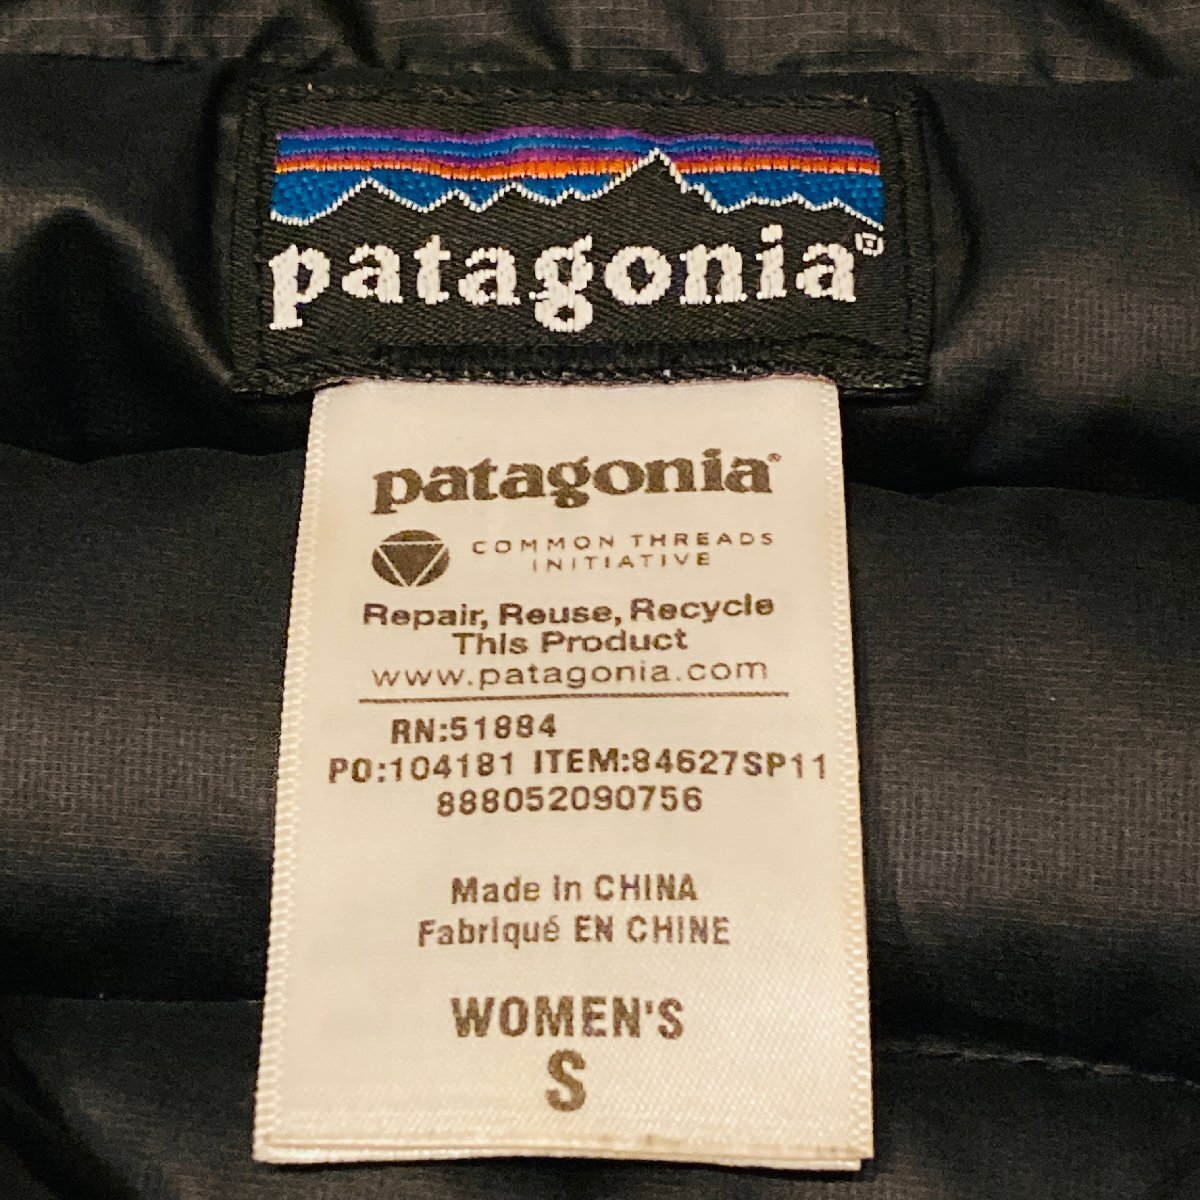 patagonia®
patagonia®
COMMON THREADS
INITIATIVE
Repair, Reuse, Recycle
This Product
www.patagonia.com
RN:51884
PO:104181 ITEM:84627SP11
888052090756
Made in CHINA
Fabriqué EN CHINE
WOMEN'S
S